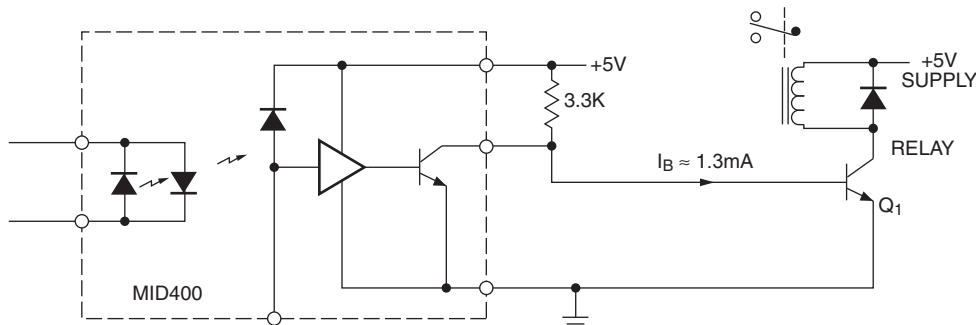 +5V
3.3K
+5V
SUPPLY
RELAY
I_B ≈ 1.3mA
Q₁
MID400